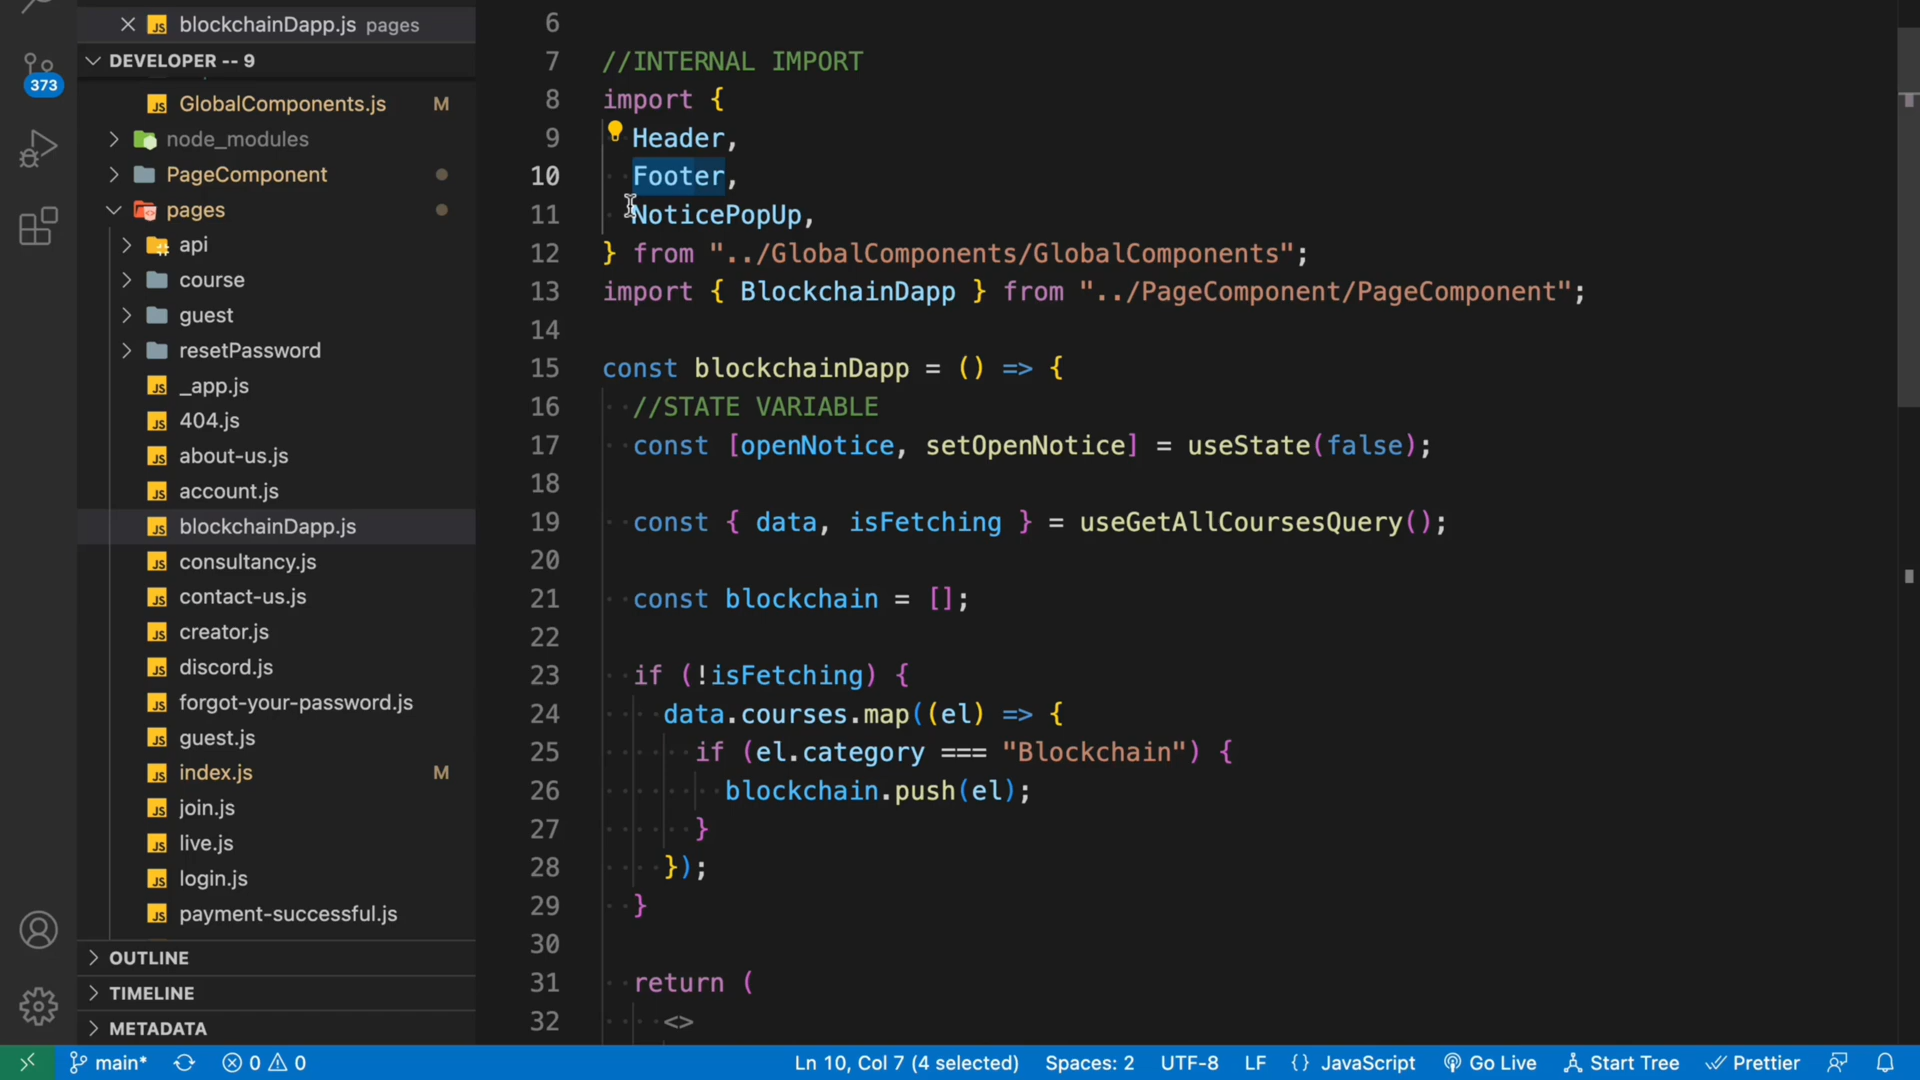 blockchainDapp.js pages
DEVELOPER -- 9
373
GlobalComponents.js M
node_modules
PageComponent
pages
api
course
guest
resetPassword
_app.js
404.js
about-us.js
account.js
blockchainDapp.js
consultancy.js
contact-us.js
creator.js
discord.js
forgot-your-password.js
guest.js
index.js M
join.js
live.js
login.js
payment-successful.js
OUTLINE
TIMELINE
METADATA
6
7 //INTERNAL IMPORT
8 import {
9 Header,
10 Footer,
11 NoticePopUp,
12 } from "../GlobalComponents/GlobalComponents";
13 import { BlockchainDapp } from "../PageComponent/PageComponent";
14
15 const blockchainDapp = () => {
16 //STATE VARIABLE
17 const [openNotice, setOpenNotice] = useState(false);
18
19 const { data, isFetching } = useGetAllCoursesQuery();
20
21 const blockchain = [];
22
23 if (!isFetching) {
24 data.courses.map((el) => {
25 if (el.category === "Blockchain") {
26 blockchain.push(el);
27 }
28 });
29 }
30
31 return (
32 <>
main* 0 0 Ln 10, Col 7 (4 selected) Spaces: 2 UTF-8 LF {} JavaScript Go Live Start Tree Prettier